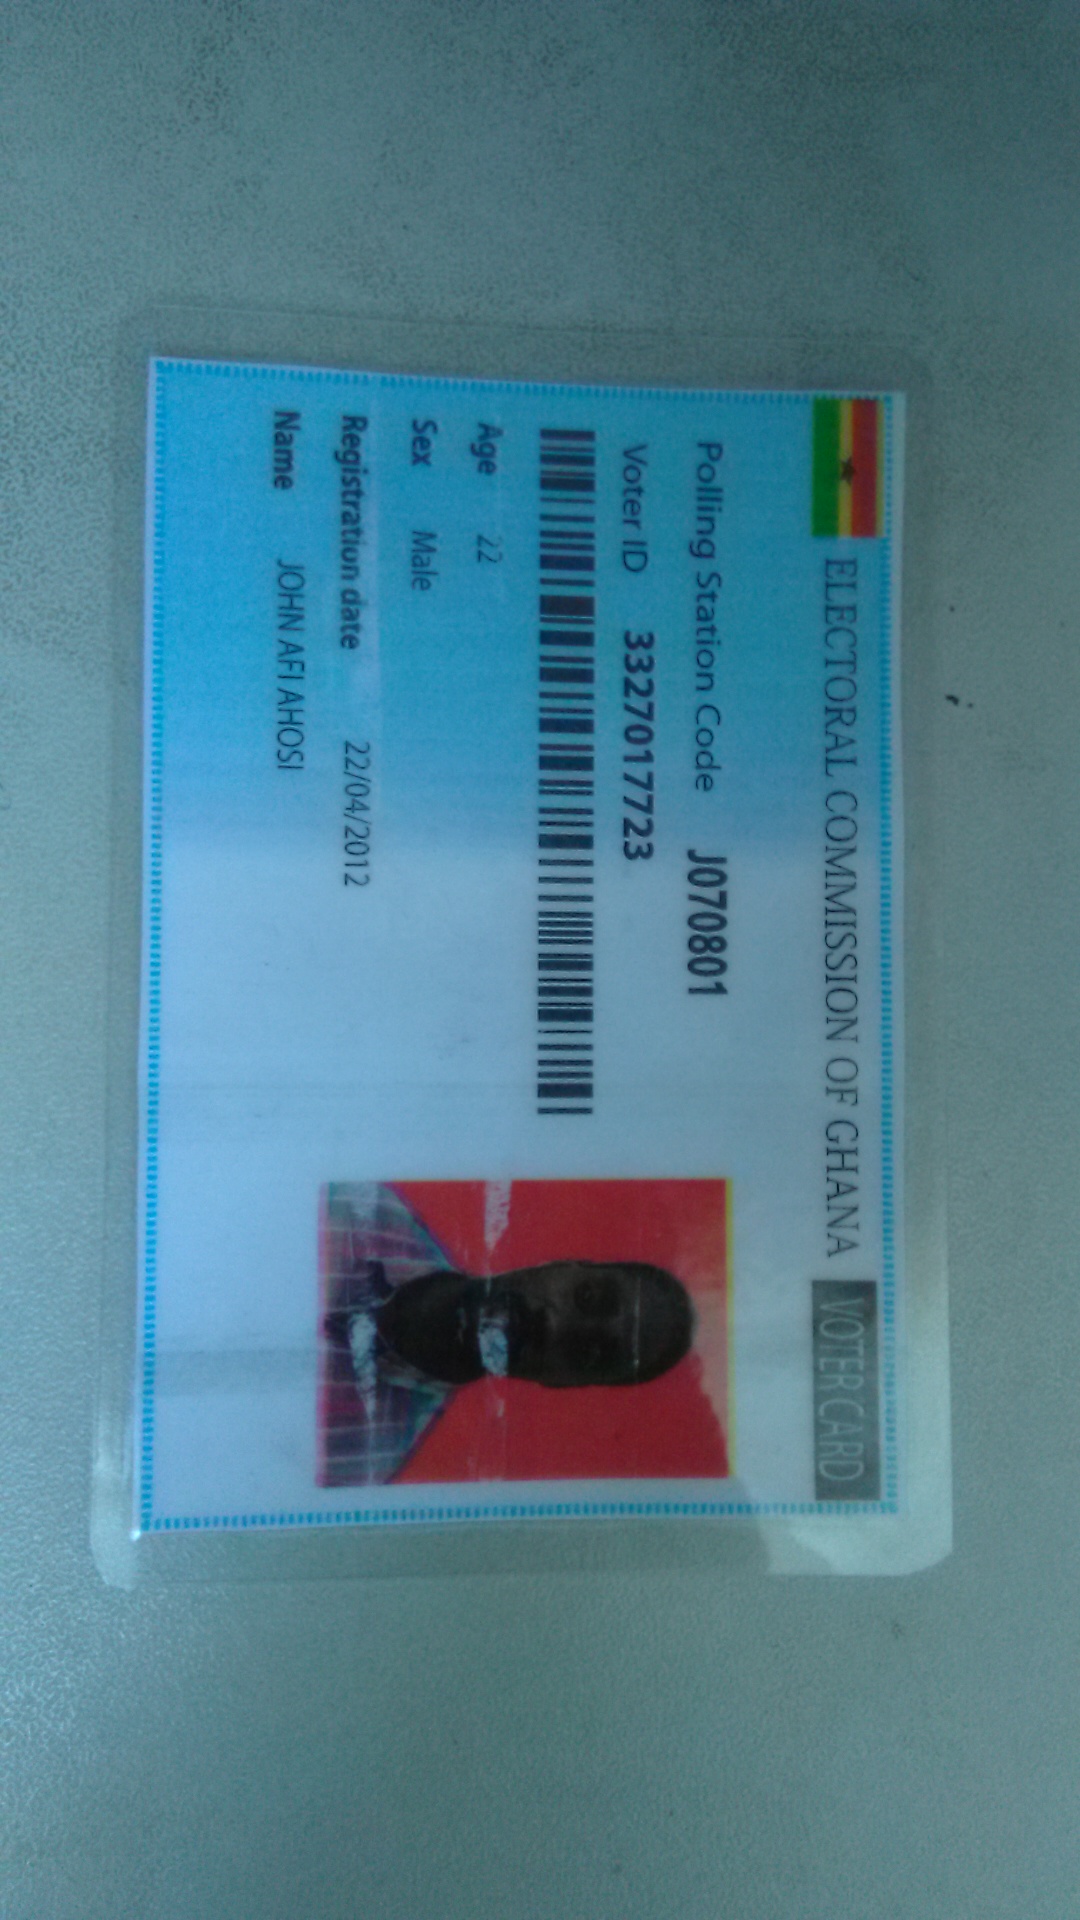 ELECTORAL COMMISSION OF GHANA VOTER CARD
Polling Station Code J070801
Voter ID 3327017723
Age 22
Sex Male
Registration date 22/04/2012
Name JOHN AFI AHOSI